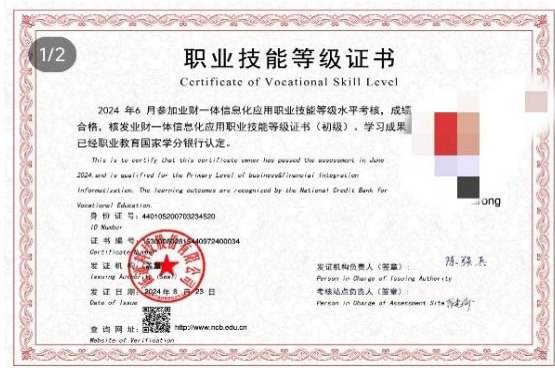 1/2
职业技能等级证书
Certificate of Vocational Skill Level
2024 年6 月参加业财一体信息化应用职业技能等级水平考核，成绩
合格，核发业财一体信息化应用职业技能等级证书（初级）。学习成果
已经职业教育国家学分银行认定。
This is to certify that this certificate owner has passed the assessment in June
2024,and is qualified for the Primary Level of business&financial Integration
Informatization. The learning outcomes are recognized by the National Credit Bank for
Vocational Education.
身 份 证 号：440105200703234520
ID Number
rong
证 书 编 号：
Certificate Number
发 证 机 构：（签章）
Issuing Authority (Seal)
发 证 日 期：2024年 8 月 23 日
Date of Issue
查 询 网 址：
http://www.ncb.edu.cn
Website of Verification
发证机构负责人（签章）：
Person in Charge of Issuing Authority
考核站点负责人（签章）：
Person in Charge of Assessment Site